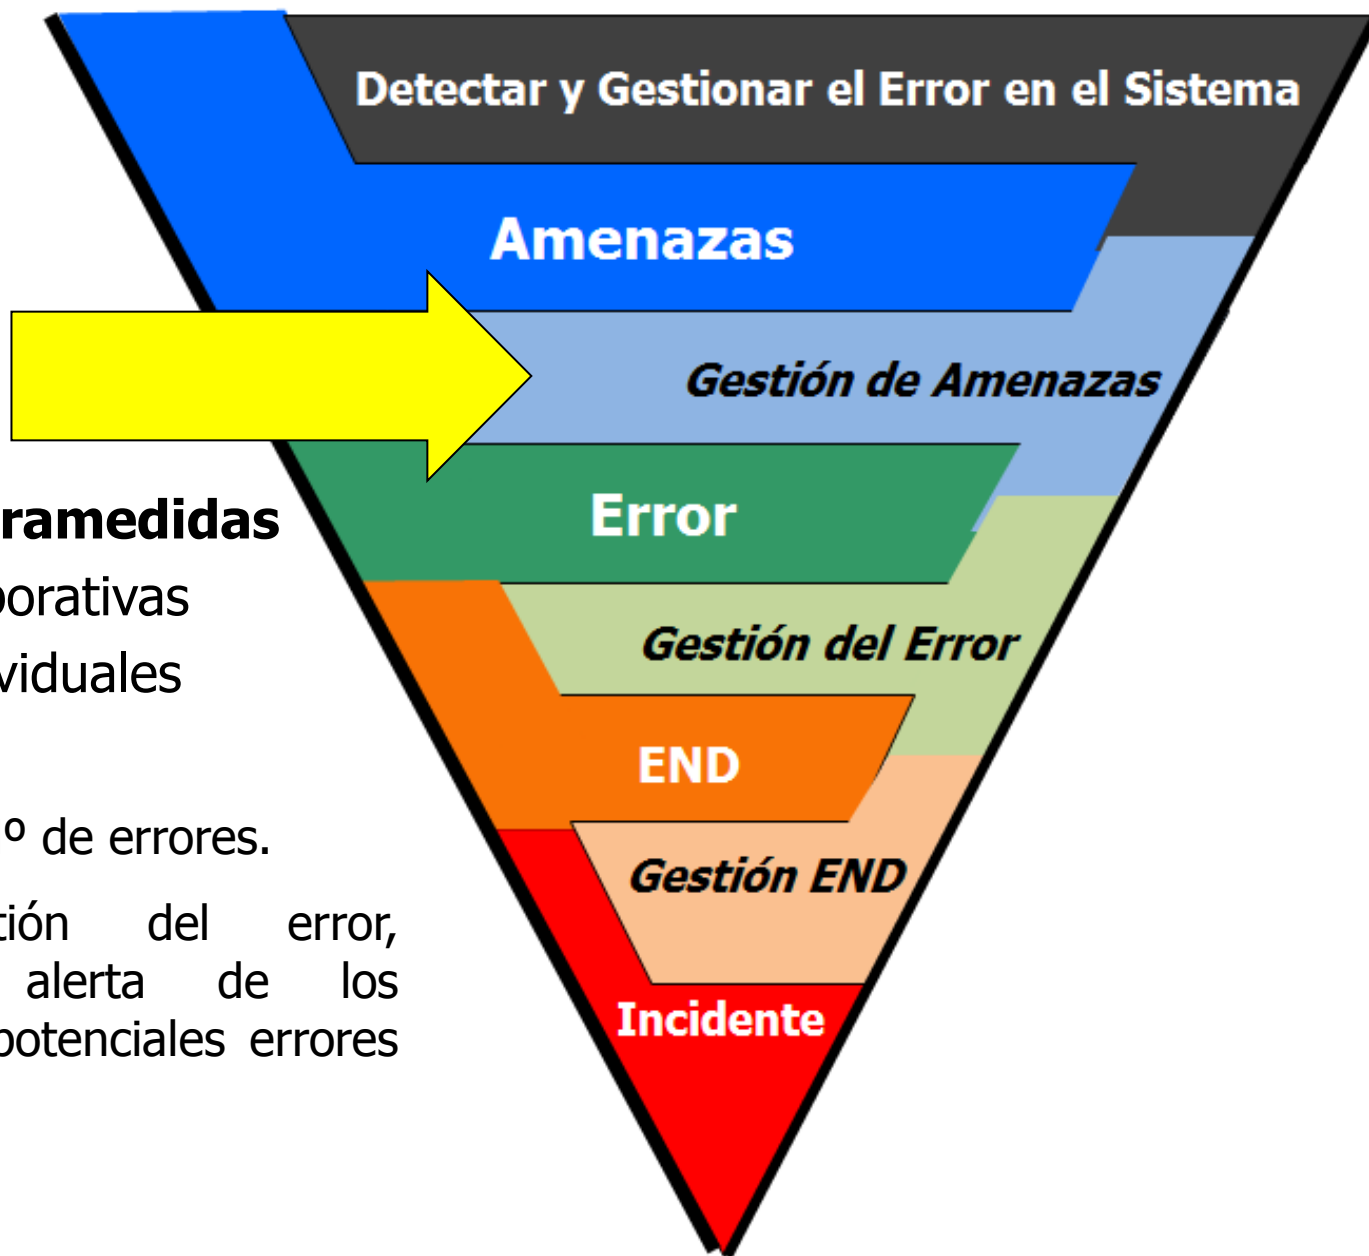 Detectar y Gestionar el Error en el Sistema
Amenazas
Gestión de Amenazas
Error
Gestión del Error
END
Gestión END
Incidente
ramedidas
porativas
viduales
º de errores.
tión del error,
alerta de los
potenciales errores